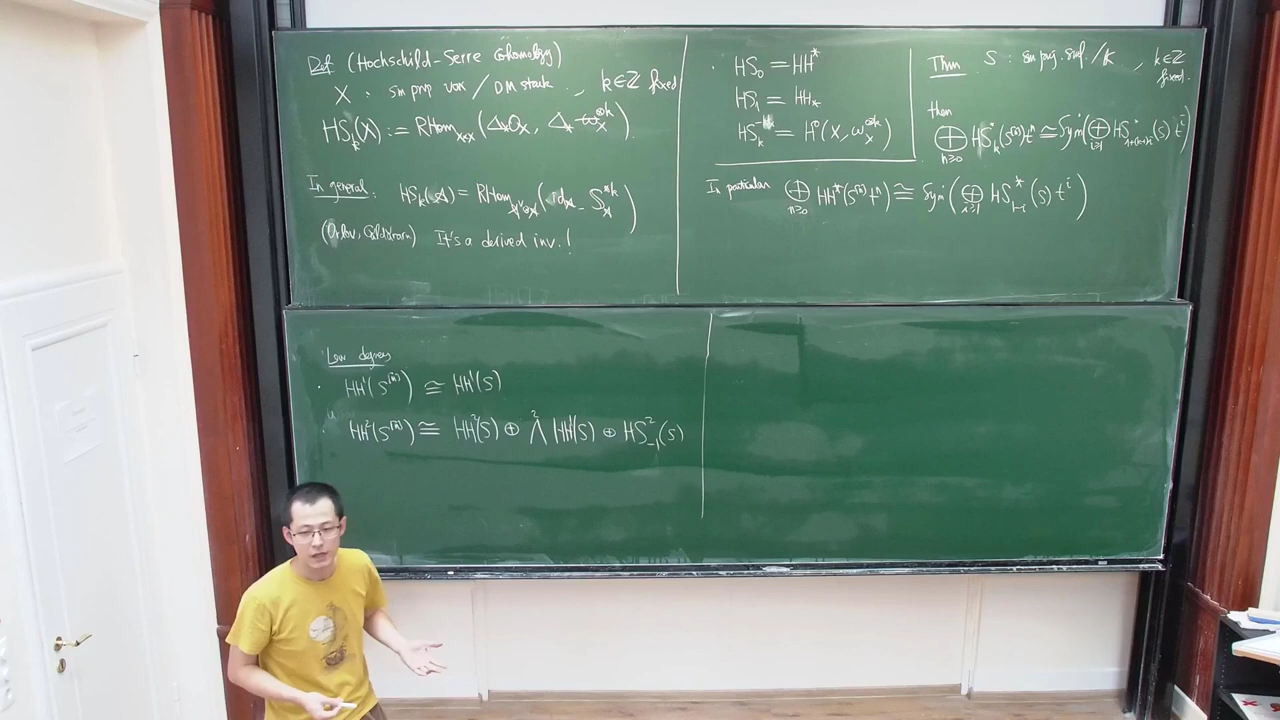 Def (Hochschild-Serre Cohomology)
X : sm proj var / DM stack , k ∈ ℤ fixed
HS_k(X) := RHom_{X×X}(Δ_*O_X, Δ_* ω_X^{⊗k})
In general: HS_k(𝒜) = RHom(id, S^{∘k})
(Orlov, Căldăraru) It's a derived inv.!
· HS_0 = HH^*
HS_1 = HH_*
HS_k = H^0(X, ω_X^{⊗k})
Thm S : sm proj. surf. / k , k ∈ ℤ fixed.
then
⊕_{n≥0} HS_k^*(S^{[n]})t^n ≅ Sym^•(⊕_{i≥1} HS^*_{1+(k-1)i}(S) t^i)
In particular ⊕_{n≥0} HH^*(S^{[n]} t^n) ≅ Sym^•(⊕_{i≥1} HS^*_{1-i}(S) t^i)
Low degrees
· HH^1(S^{[n]}) ≅ HH^1(S)
· HH^2(S^{[n]}) ≅ HH^2(S) ⊕ ⋀^2 HH^1(S) ⊕ HS^2_{-1}(S)